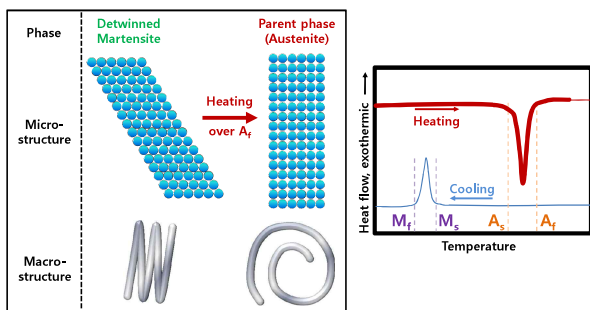 Phase
Detwinned
Martensite
Parent phase
(Austenite)
Micro-
structure
Heating
over Af
Macro-
structure
Heat flow, exothermic
Heating
Cooling
Mf
Ms
As
Af
Temperature